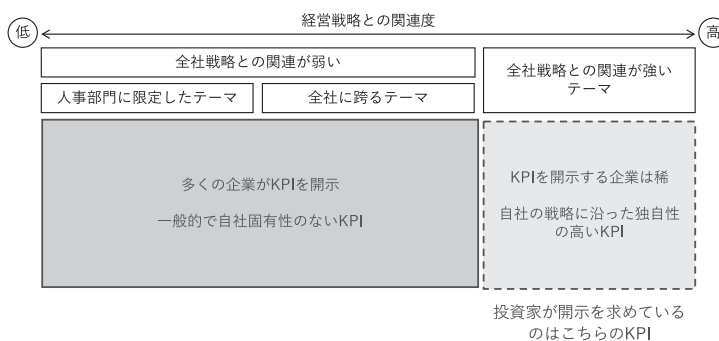 経営戦略との関連度
低
高
全社戦略との関連が弱い
全社戦略との関連が強い
テーマ
人事部門に限定したテーマ
全社に跨るテーマ
多くの企業がKPIを開示
一般的で自社固有性のないKPI
KPIを開示する企業は稀
自社の戦略に沿った独自性
の高いKPI
投資家が開示を求めている
のはこちらのKPI